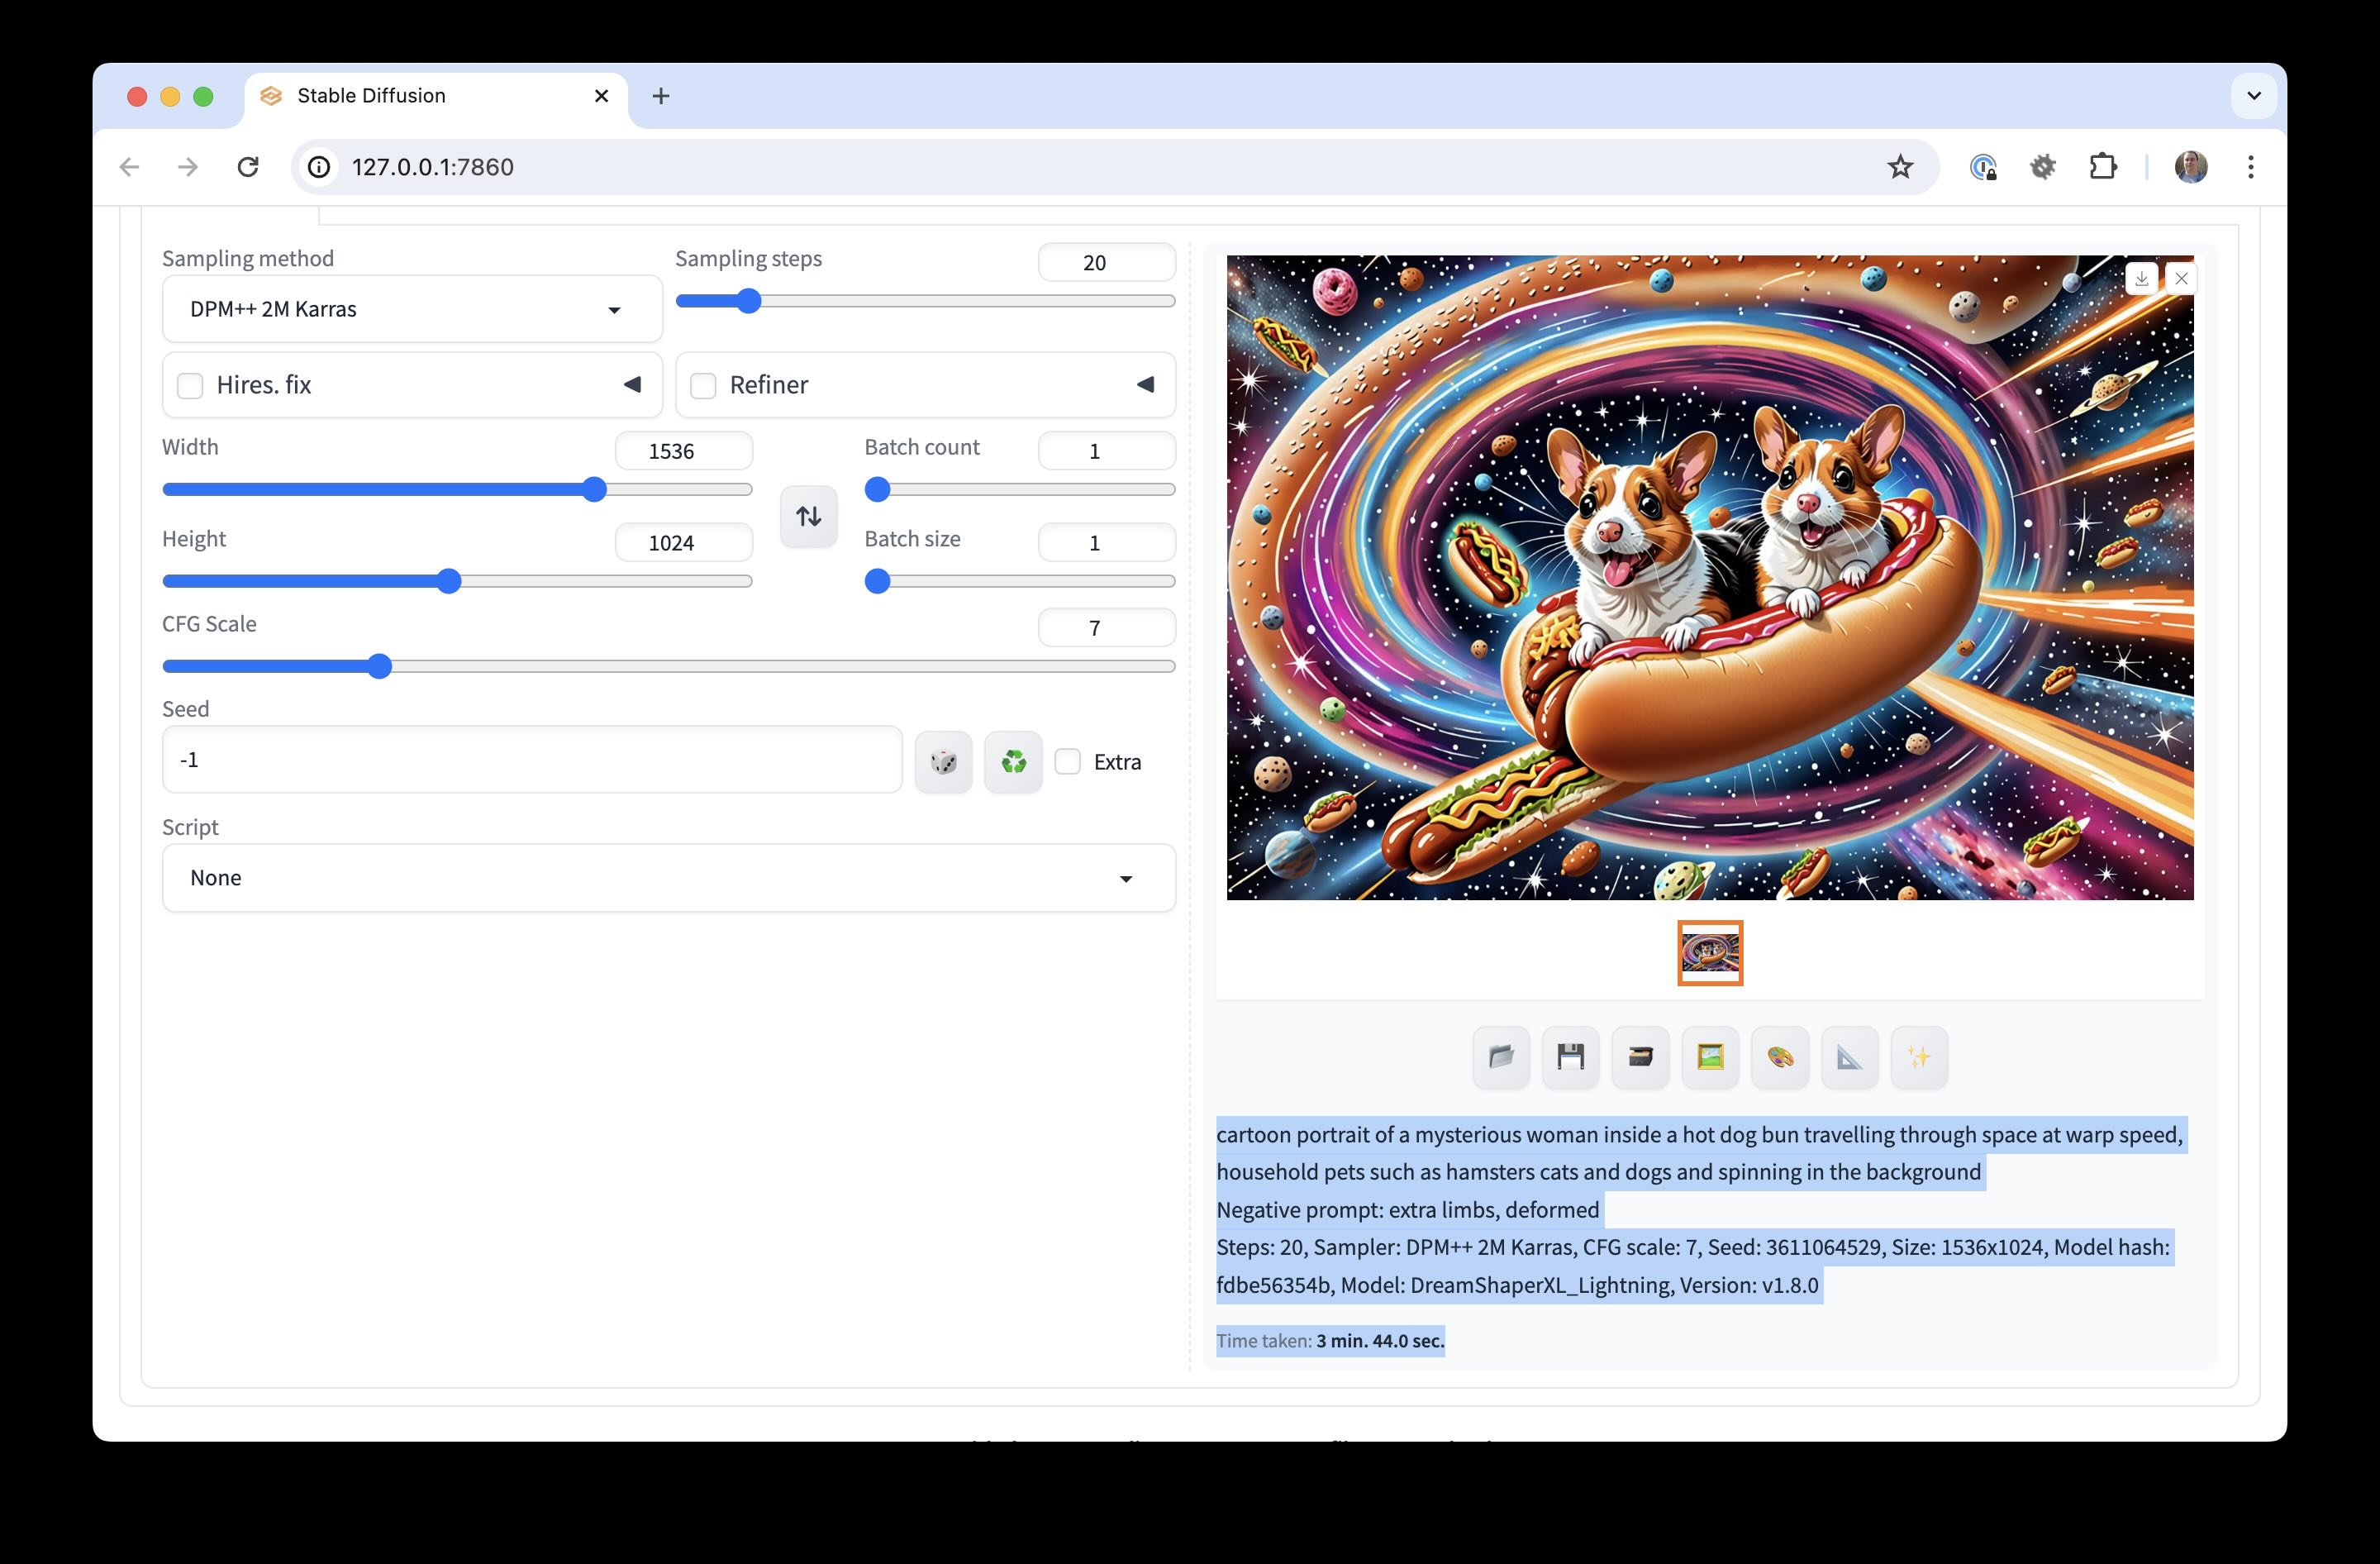 Stable Diffusion
127.0.0.1:7860
Sampling method
Sampling steps
20
DPM++ 2M Karras
Hires. fix
Refiner
Width
1536
Batch count
1
Height
1024
Batch size
1
CFG Scale
7
Seed
-1
Extra
Script
None
cartoon portrait of a mysterious woman inside a hot dog bun travelling through space at warp speed,
household pets such as hamsters cats and dogs and spinning in the background
Negative prompt: extra limbs, deformed
Steps: 20, Sampler: DPM++ 2M Karras, CFG scale: 7, Seed: 3611064529, Size: 1536x1024, Model hash:
fdbe56354b, Model: DreamShaperXL_Lightning, Version: v1.8.0
Time taken: 3 min. 44.0 sec.